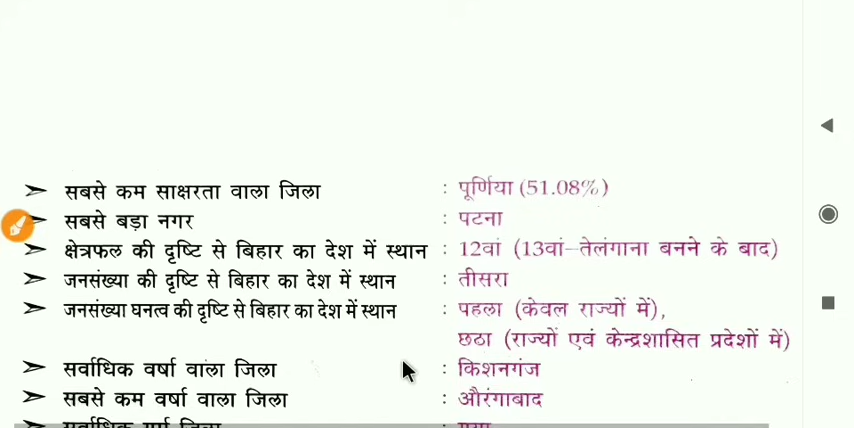 ➤ सबसे कम साक्षरता वाला जिला : पूर्णिया (51.08%)
➤ सबसे बड़ा नगर : पटना
➤ क्षेत्रफल की दृष्टि से बिहार का देश में स्थान : 12वां (13वां–तेलंगाना बनने के बाद)
➤ जनसंख्या की दृष्टि से बिहार का देश में स्थान : तीसरा
➤ जनसंख्या घनत्व की दृष्टि से बिहार का देश में स्थान : पहला (केवल राज्यों में),
छठा (राज्यों एवं केन्द्रशासित प्रदेशों में)
➤ सर्वाधिक वर्षा वाला जिला : किशनगंज
➤ सबसे कम वर्षा वाला जिला : औरंगाबाद